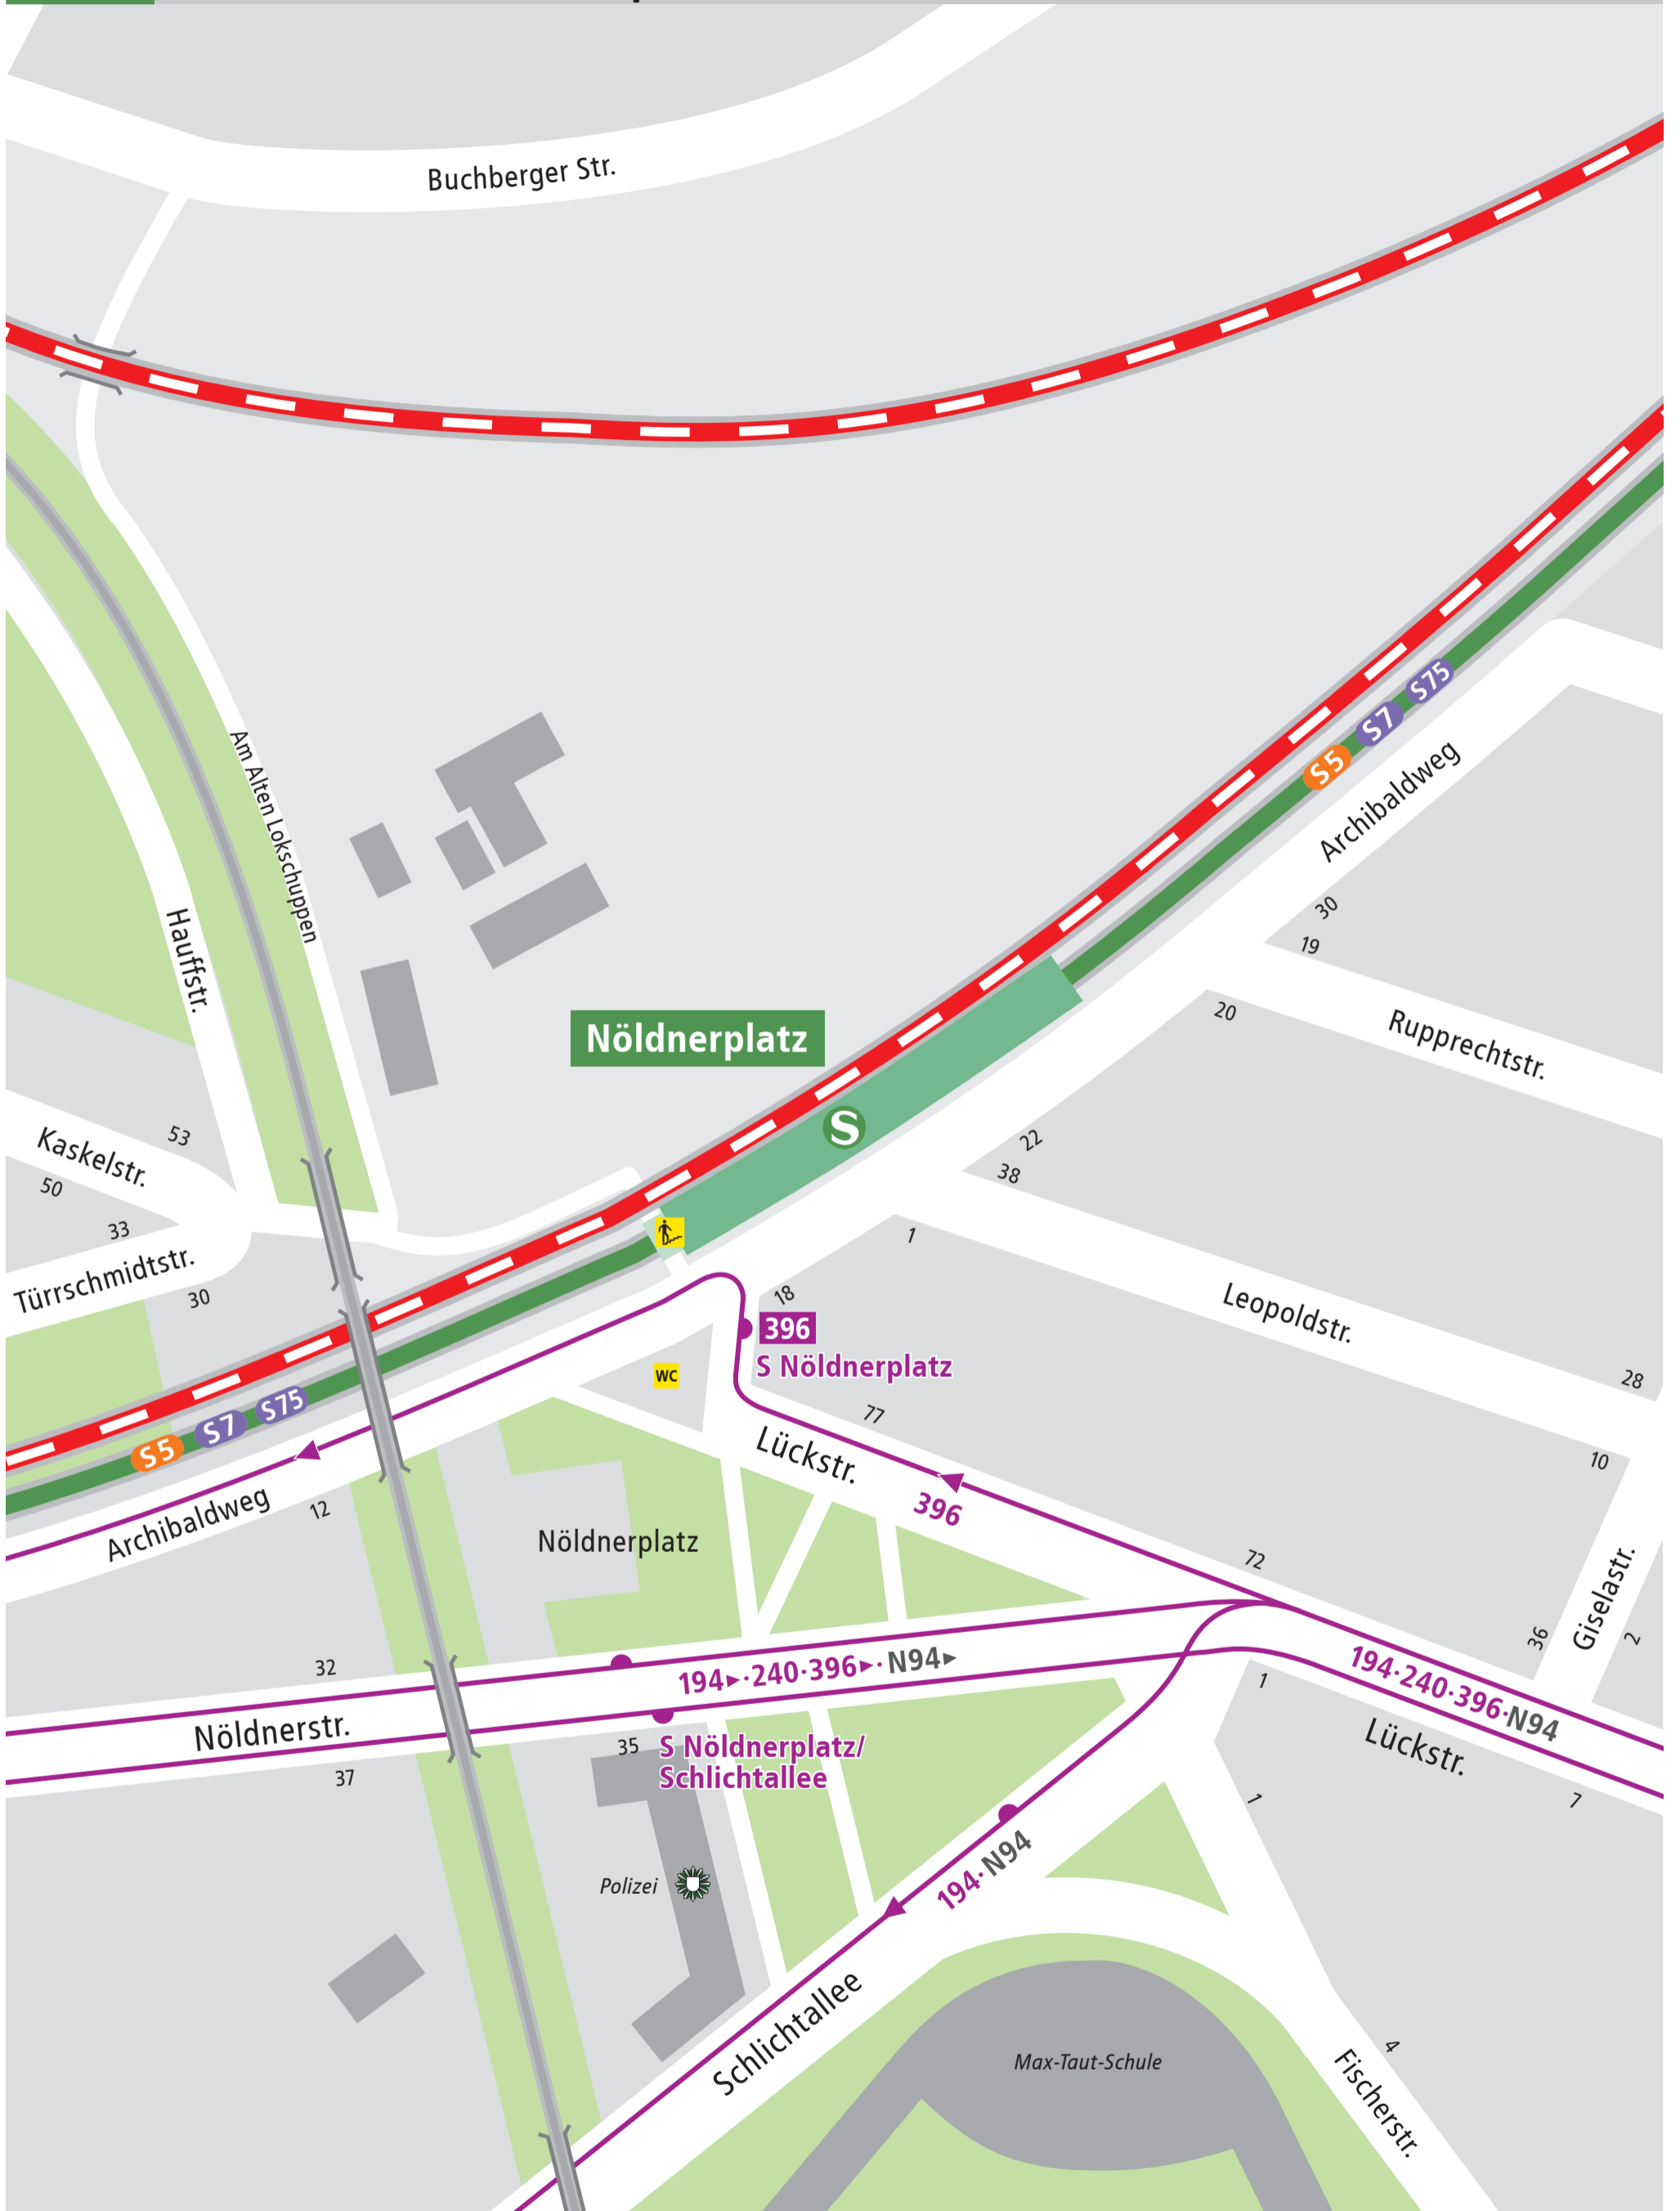 Buchberger Str.
S75
S7
S5
Archibaldweg
Am Alten Lokschuppen
Hauffstr.
30
19
20
Rupprechtstr.
Nöldnerplatz
S
53
Kaskelstr.
50
33
Türrschmidtstr.
30
22
38
1
Leopoldstr.
18
396
S Nöldnerplatz
WC
28
77
10
S5
S7
S75
Lückstr.
396
12
Archibaldweg
Nöldnerplatz
72
Giselastr.
36
2
32
194▸·240·396▸·N94▸
194·240·396·N94
1
Nöldnerstr.
Lückstr.
35
S Nöldnerplatz/
Schlichtallee
37
1
7
194·N94
Polizei
Schlichtallee
Max-Taut-Schule
4
Fischerstr.